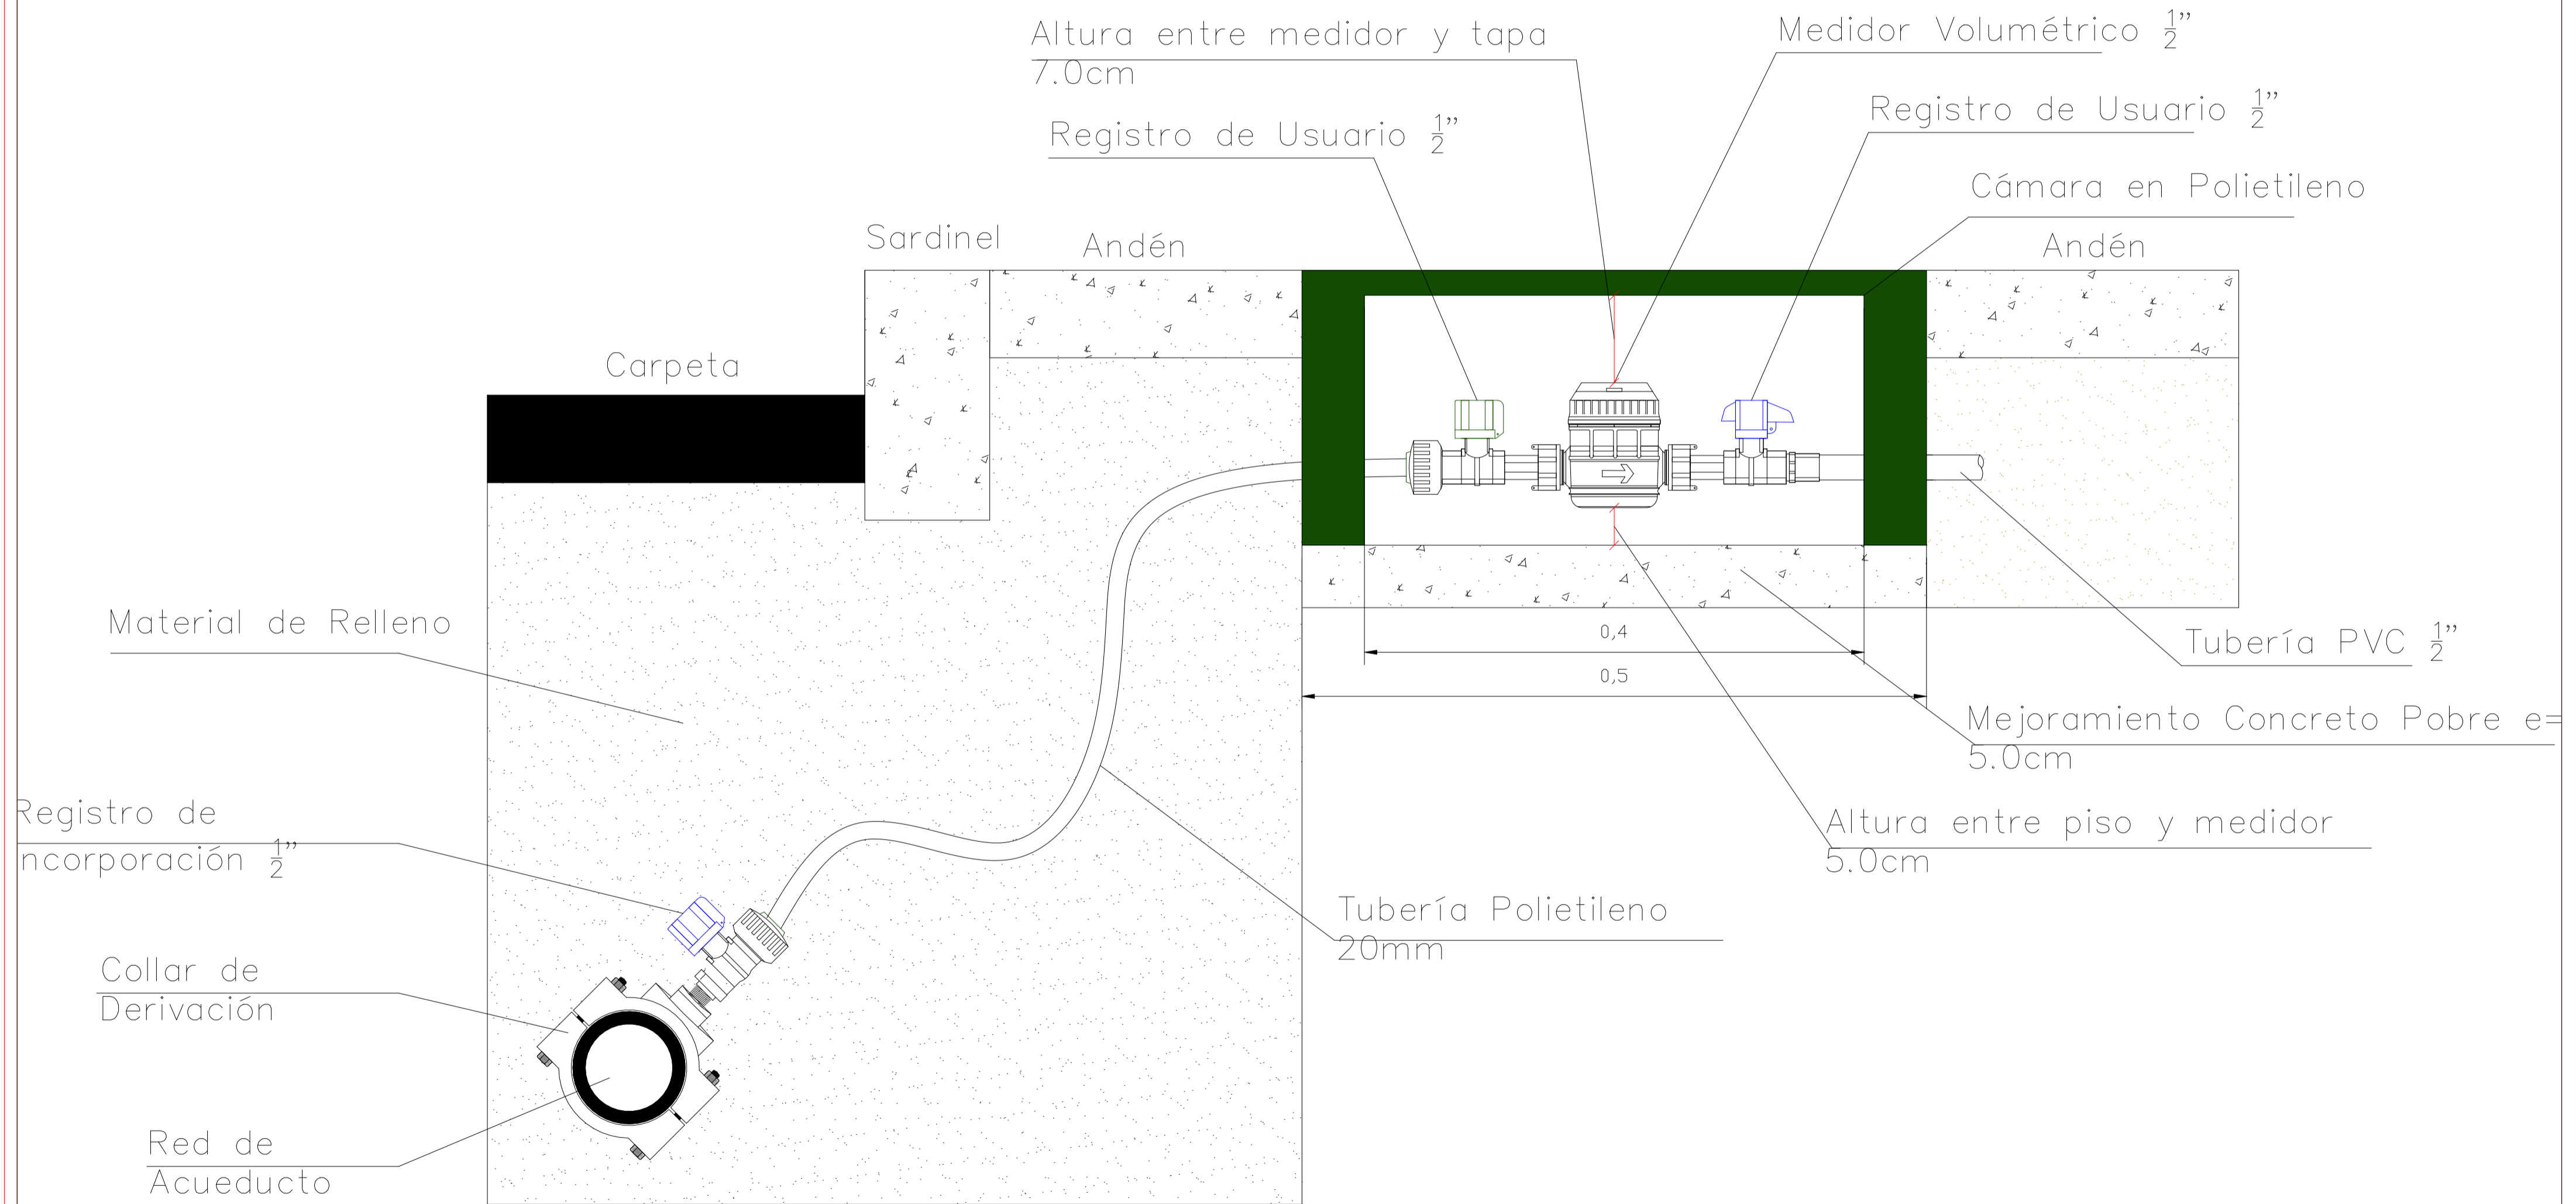 Altura entre medidor y tapa
7.0cm
Medidor Volumétrico ½”
Registro de Usuario ½”
Registro de Usuario ½”
Cámara en Polietileno
Sardinel
Andén
Andén
Carpeta
Material de Relleno
0,4
0,5
Tubería PVC ½”
Mejoramiento Concreto Pobre e=
5.0cm
Registro de
ncorporación ½”
Altura entre piso y medidor
5.0cm
Tubería Polietileno
20mm
Collar de
Derivación
Red de
Acueducto